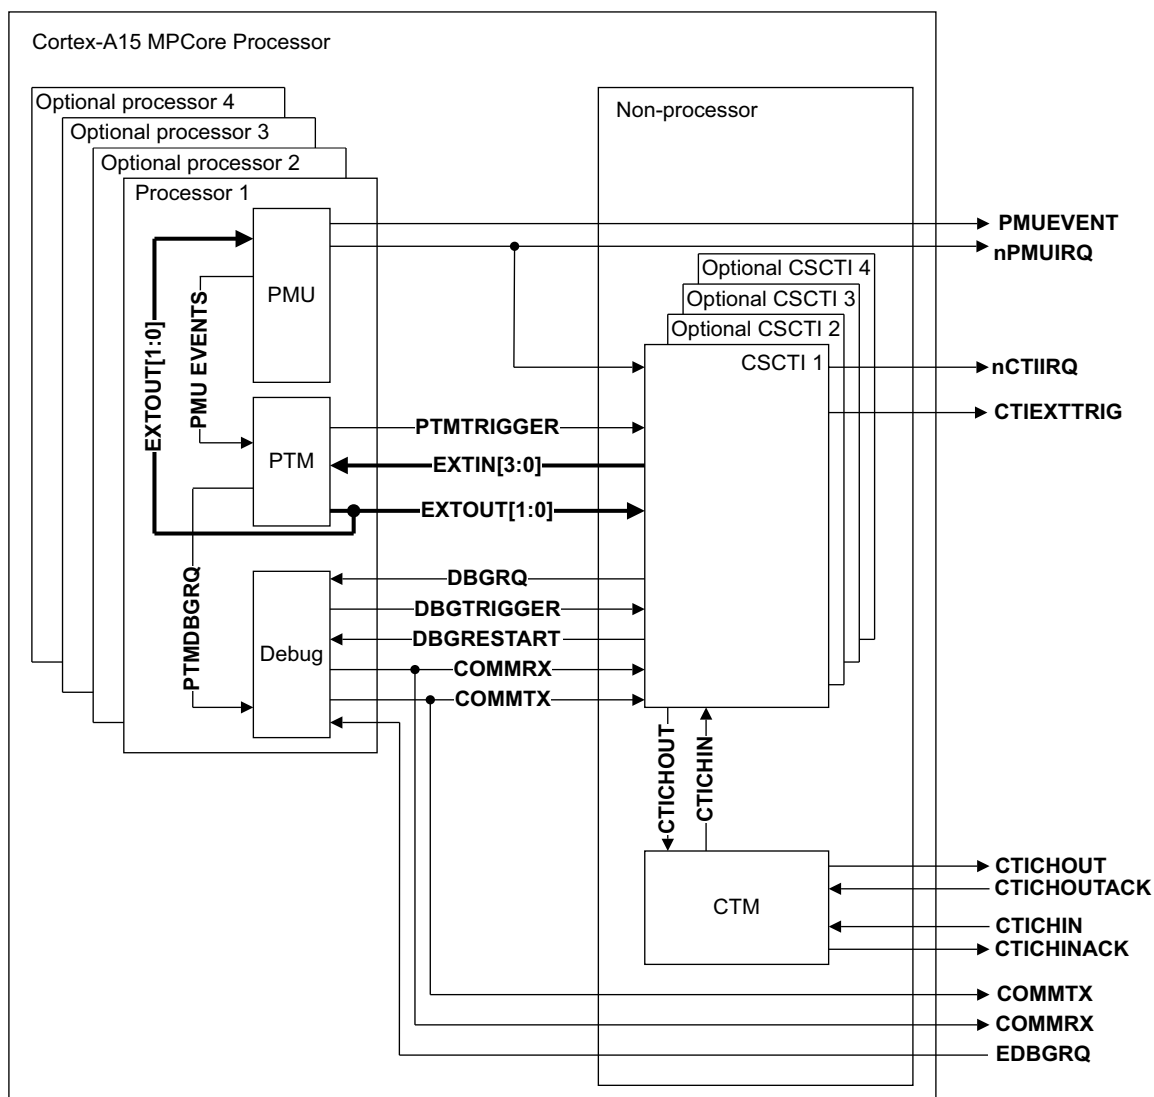 Cortex-A15 MPCore Processor
Optional processor 4
Optional processor 3
Optional processor 2
Processor 1
Non-processor
PMUEVENT
nPMUIRQ
PMU
EXTOUT[1:0]
PMU EVENTS
Optional CSCTI 4
Optional CSCTI 3
Optional CSCTI 2
CSCTI 1
nCTIIRQ
CTIEXTTRIG
PTM
PTMTRIGGER
EXTIN[3:0]
EXTOUT[1:0]
PTMDBGRQ
Debug
DBGRQ
DBGTRIGGER
DBGRESTART
COMMRX
COMMTX
CTICHOUT
CTICHIN
CTM
CTICHOUT
CTICHOUTACK
CTICHIN
CTICHINACK
COMMTX
COMMRX
EDBGRQ